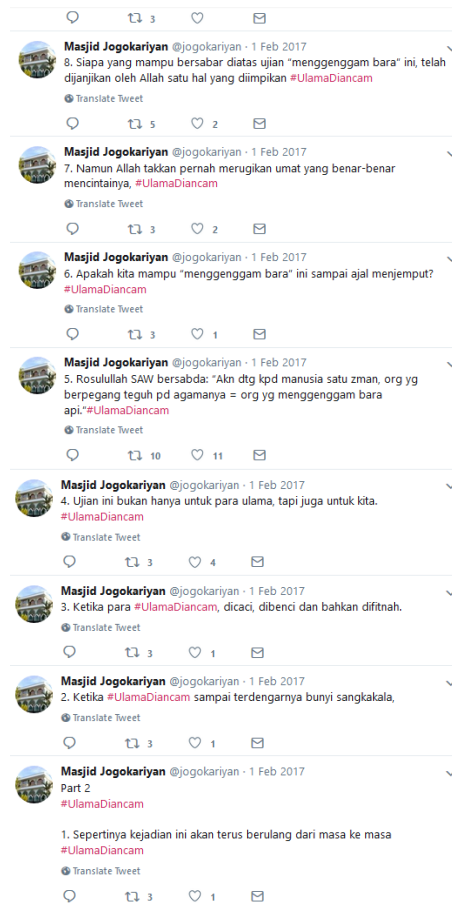 3
Masjid Jogokariyan @jogokariyan · 1 Feb 2017
8. Siapa yang mampu bersabar diatas ujian "menggenggam bara" ini, telah
dijanjikan oleh Allah satu hal yang diimpikan #UlamaDiancam
Translate Tweet
5 2
Masjid Jogokariyan @jogokariyan · 1 Feb 2017
7. Namun Allah takkan pernah merugikan umat yang benar-benar
mencintainya, #UlamaDiancam
Translate Tweet
3 2
Masjid Jogokariyan @jogokariyan · 1 Feb 2017
6. Apakah kita mampu "menggenggam bara" ini sampai ajal menjemput?
#UlamaDiancam
Translate Tweet
3 1
Masjid Jogokariyan @jogokariyan · 1 Feb 2017
5. Rosulullah SAW bersabda: "Akn dtg kpd manusia satu zman, org yg
berpegang teguh pd agamanya = org yg menggenggam bara
api."#UlamaDiancam
Translate Tweet
10 11
Masjid Jogokariyan @jogokariyan · 1 Feb 2017
4. Ujian ini bukan hanya untuk para ulama, tapi juga untuk kita.
#UlamaDiancam
Translate Tweet
3 4
Masjid Jogokariyan @jogokariyan · 1 Feb 2017
3. Ketika para #UlamaDiancam, dicaci, dibenci dan bahkan difitnah.
Translate Tweet
3 1
Masjid Jogokariyan @jogokariyan · 1 Feb 2017
2. Ketika #UlamaDiancam sampai terdengarnya bunyi sangkakala,
Translate Tweet
3 1
Masjid Jogokariyan @jogokariyan · 1 Feb 2017
Part 2
#UlamaDiancam
1. Sepertinya kejadian ini akan terus berulang dari masa ke masa
#UlamaDiancam
Translate Tweet
3 1